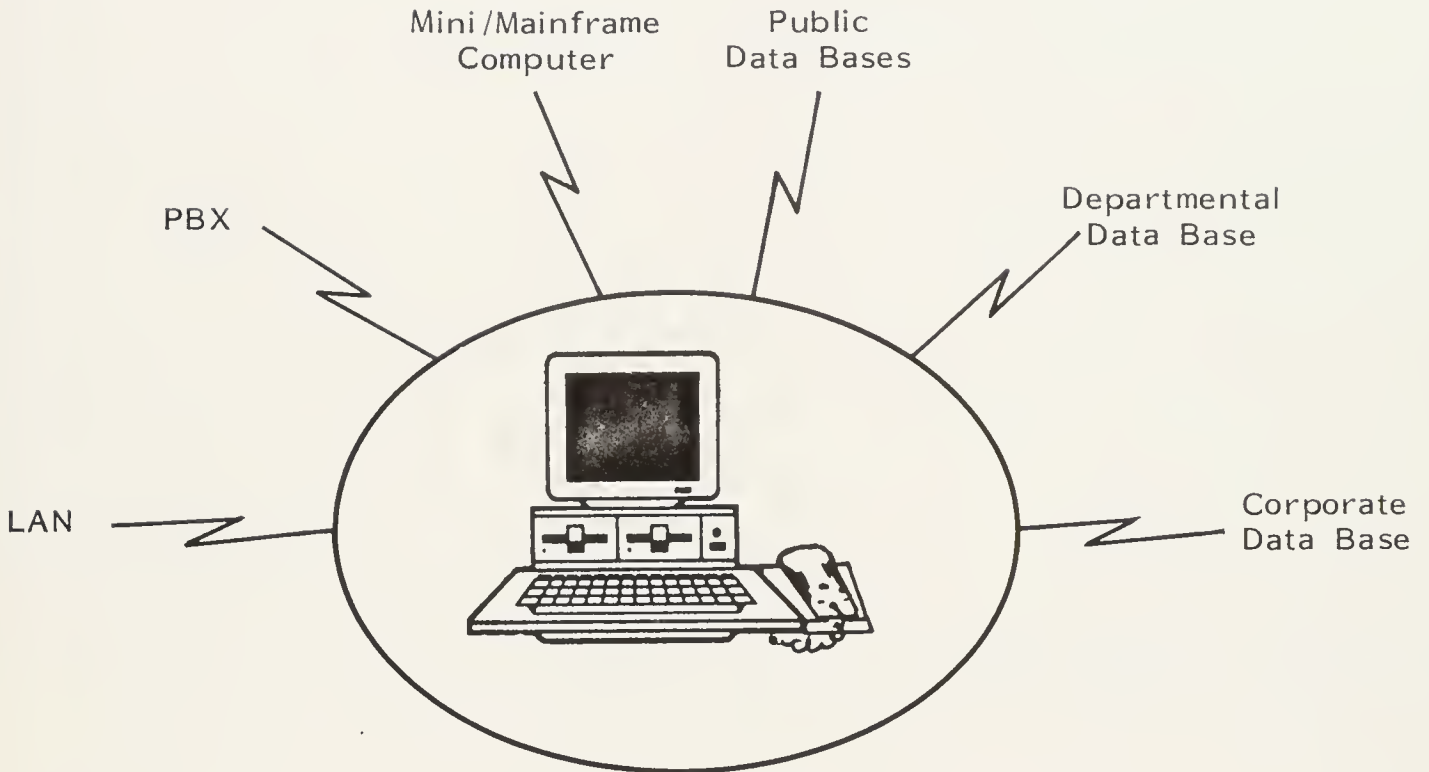 Mini/Mainframe
Computer
Public
Data Bases
PBX
Departmental
Data Base
LAN
Corporate
Data Base